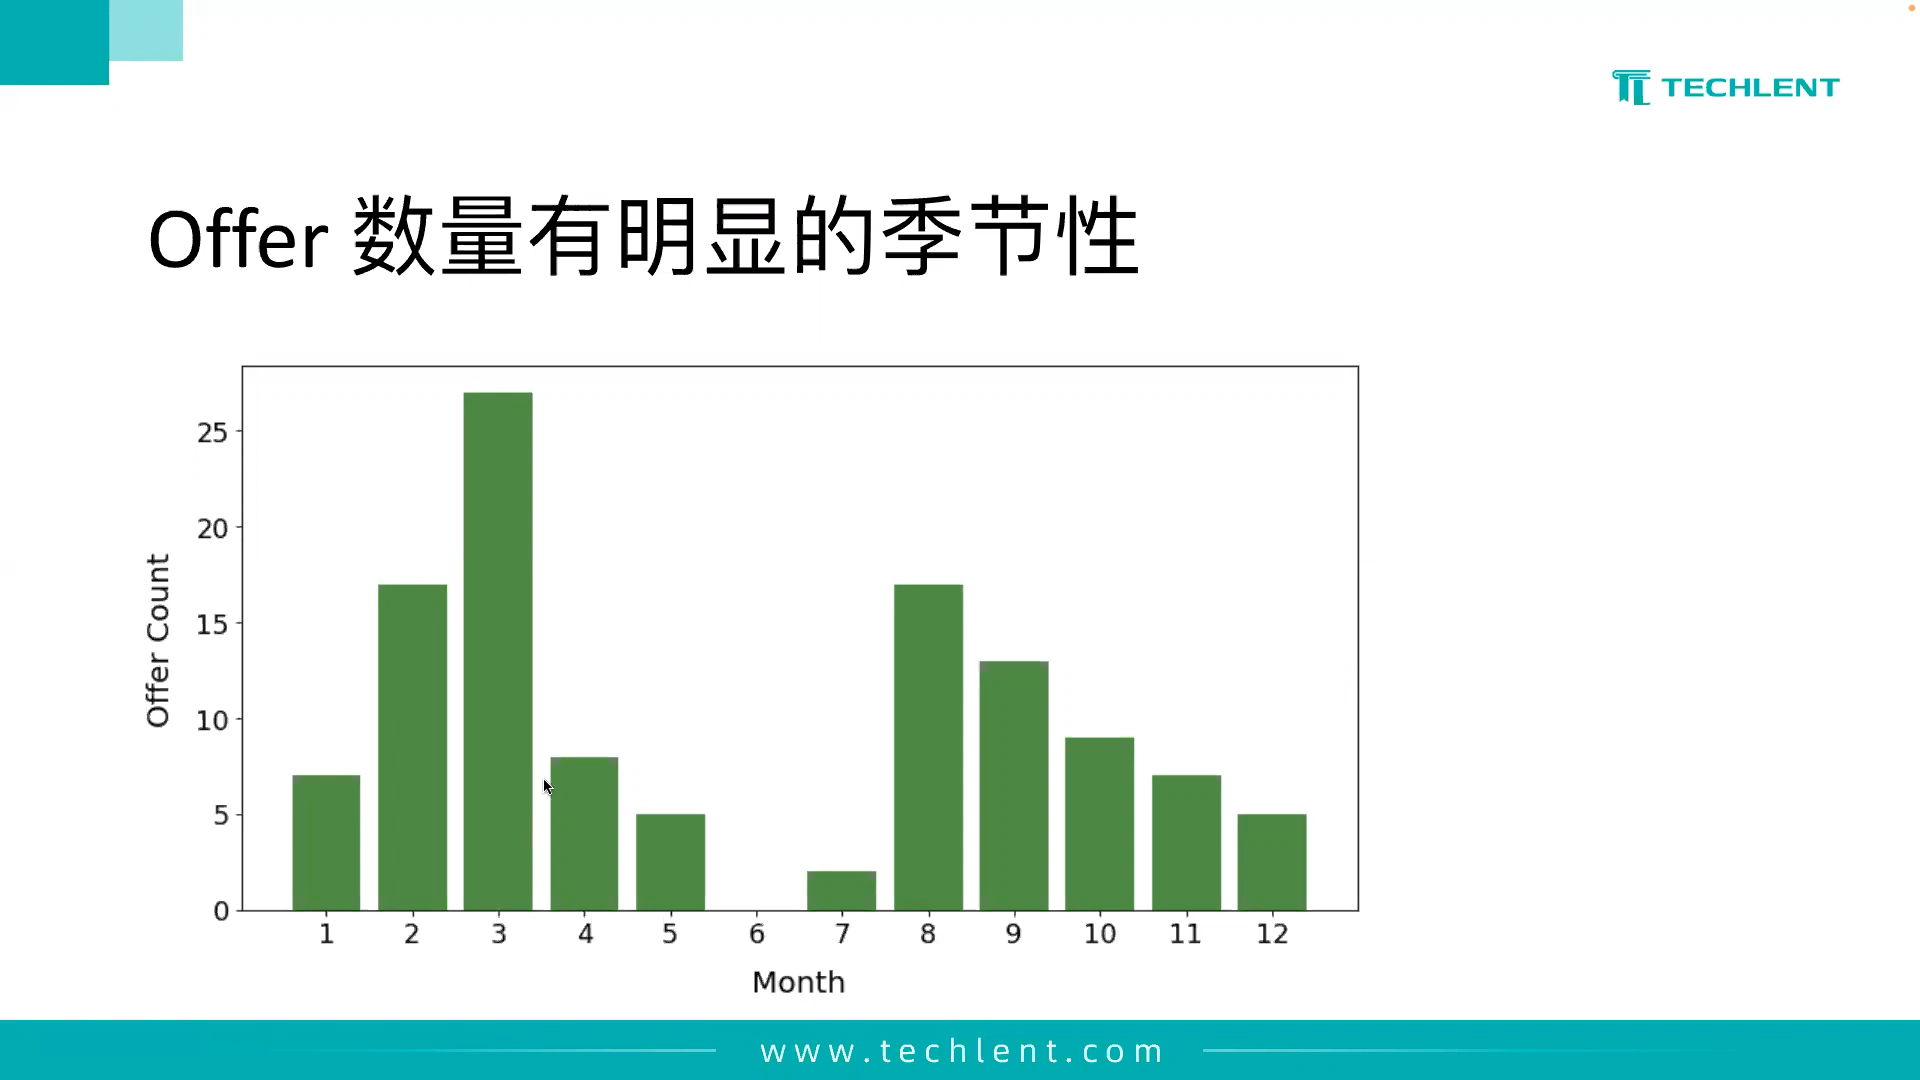 TECHLENT
Offer 数量有明显的季节性
25
20
15
10
5
0
Offer Count
1 2 3 4 5 6 7 8 9 10 11 12
Month
www.techlent.com